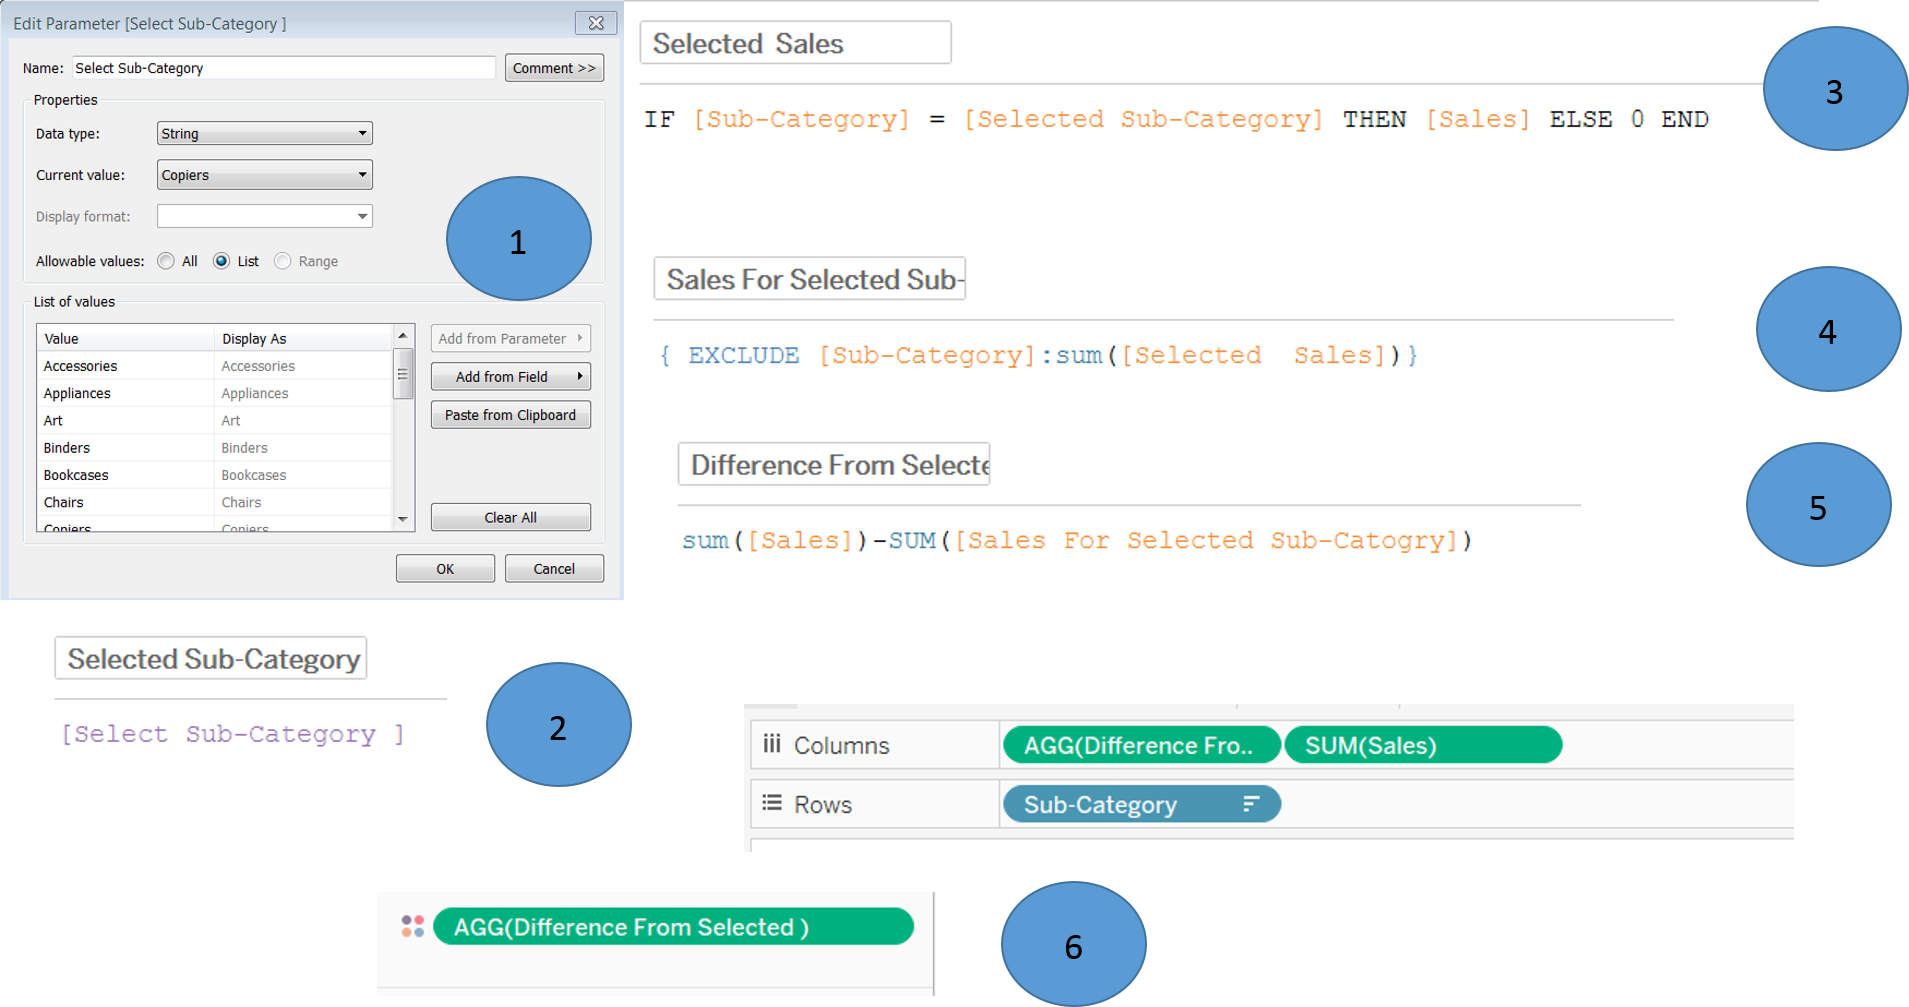 Edit Parameter [Select Sub-Category ]
Name: Select Sub-Category
Comment >>
Properties
Data type: String
Current value: Copiers
Display format:
Allowable values: All List Range
1
List of values
Value Display As
Accessories Accessories
Appliances Appliances
Art Art
Binders Binders
Bookcases Bookcases
Chairs Chairs
Copiers Copiers
Add from Parameter
Add from Field
Paste from Clipboard
Clear All
OK Cancel
Selected Sub-Category
[Select Sub-Category ]
2
Selected Sales
IF [Sub-Category] = [Selected Sub-Category] THEN [Sales] ELSE 0 END
3
Sales For Selected Sub-
{ EXCLUDE [Sub-Category]:sum([Selected Sales])}
4
Difference From Selecte
sum([Sales])-SUM([Sales For Selected Sub-Catogry])
5
Columns AGG(Difference Fro.. SUM(Sales)
Rows Sub-Category
AGG(Difference From Selected )
6